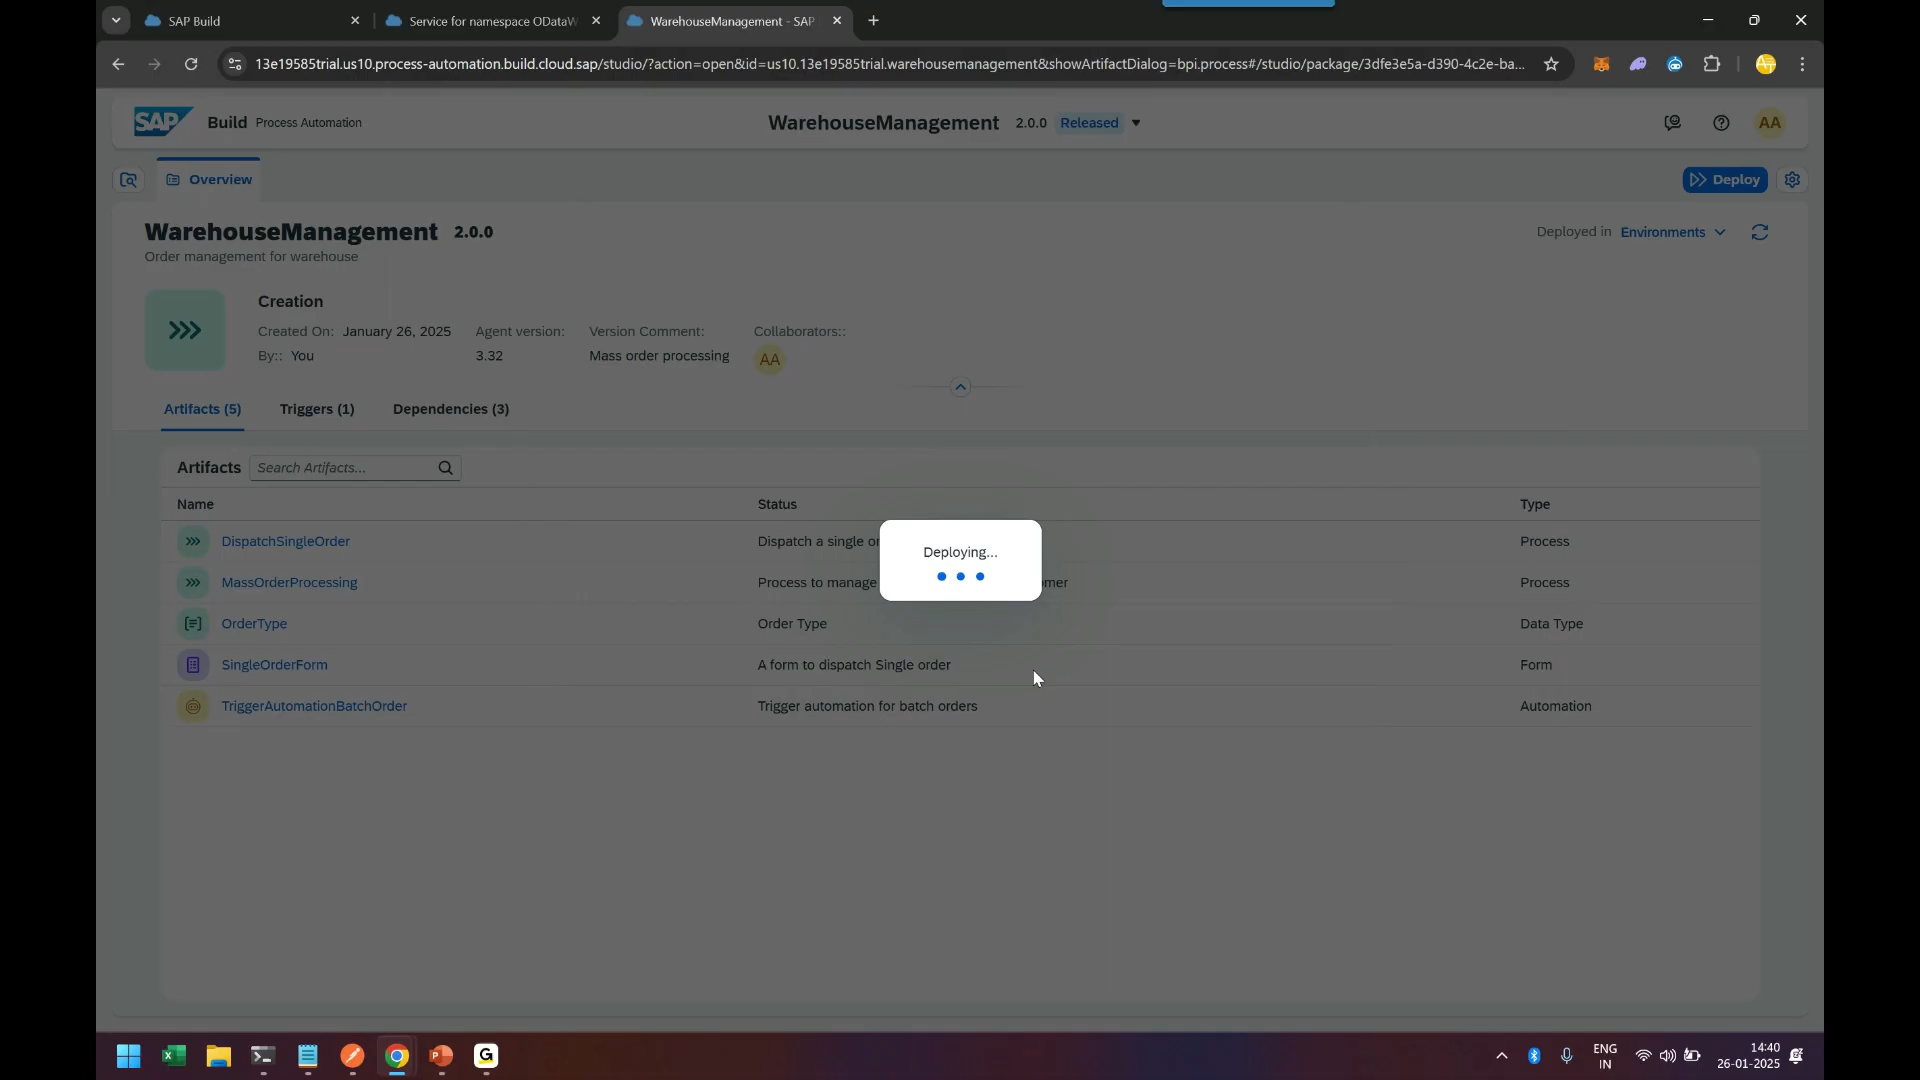 SAP Build
Service for namespace ODataW
WarehouseManagement - SAP
13e19585trial.us10.process-automation.build.cloud.sap/studio/?action=open&id=us10.13e19585trial.warehousemanagement&showArtifactDialog=bpi.process#/studio/package/3dfe3e5a-d390-4c2e-ba...
SAP Build Process Automation
WarehouseManagement 2.0.0 Released
AA
Overview
Deploy
WarehouseManagement 2.0.0
Deployed in Environments
Order management for warehouse
Creation
Created On: January 26, 2025 Agent version: Version Comment: Collaborators::
By:: You 3.32 Mass order processing AA
Artifacts (5) Triggers (1) Dependencies (3)
Artifacts Search Artifacts...
Name Status Type
DispatchSingleOrder Dispatch a single or Process
Deploying...
MassOrderProcessing Process to manage omer Process
OrderType Order Type Data Type
SingleOrderForm A form to dispatch Single order Form
TriggerAutomationBatchOrder Trigger automation for batch orders Automation
ENG
IN
14:40
26-01-2025